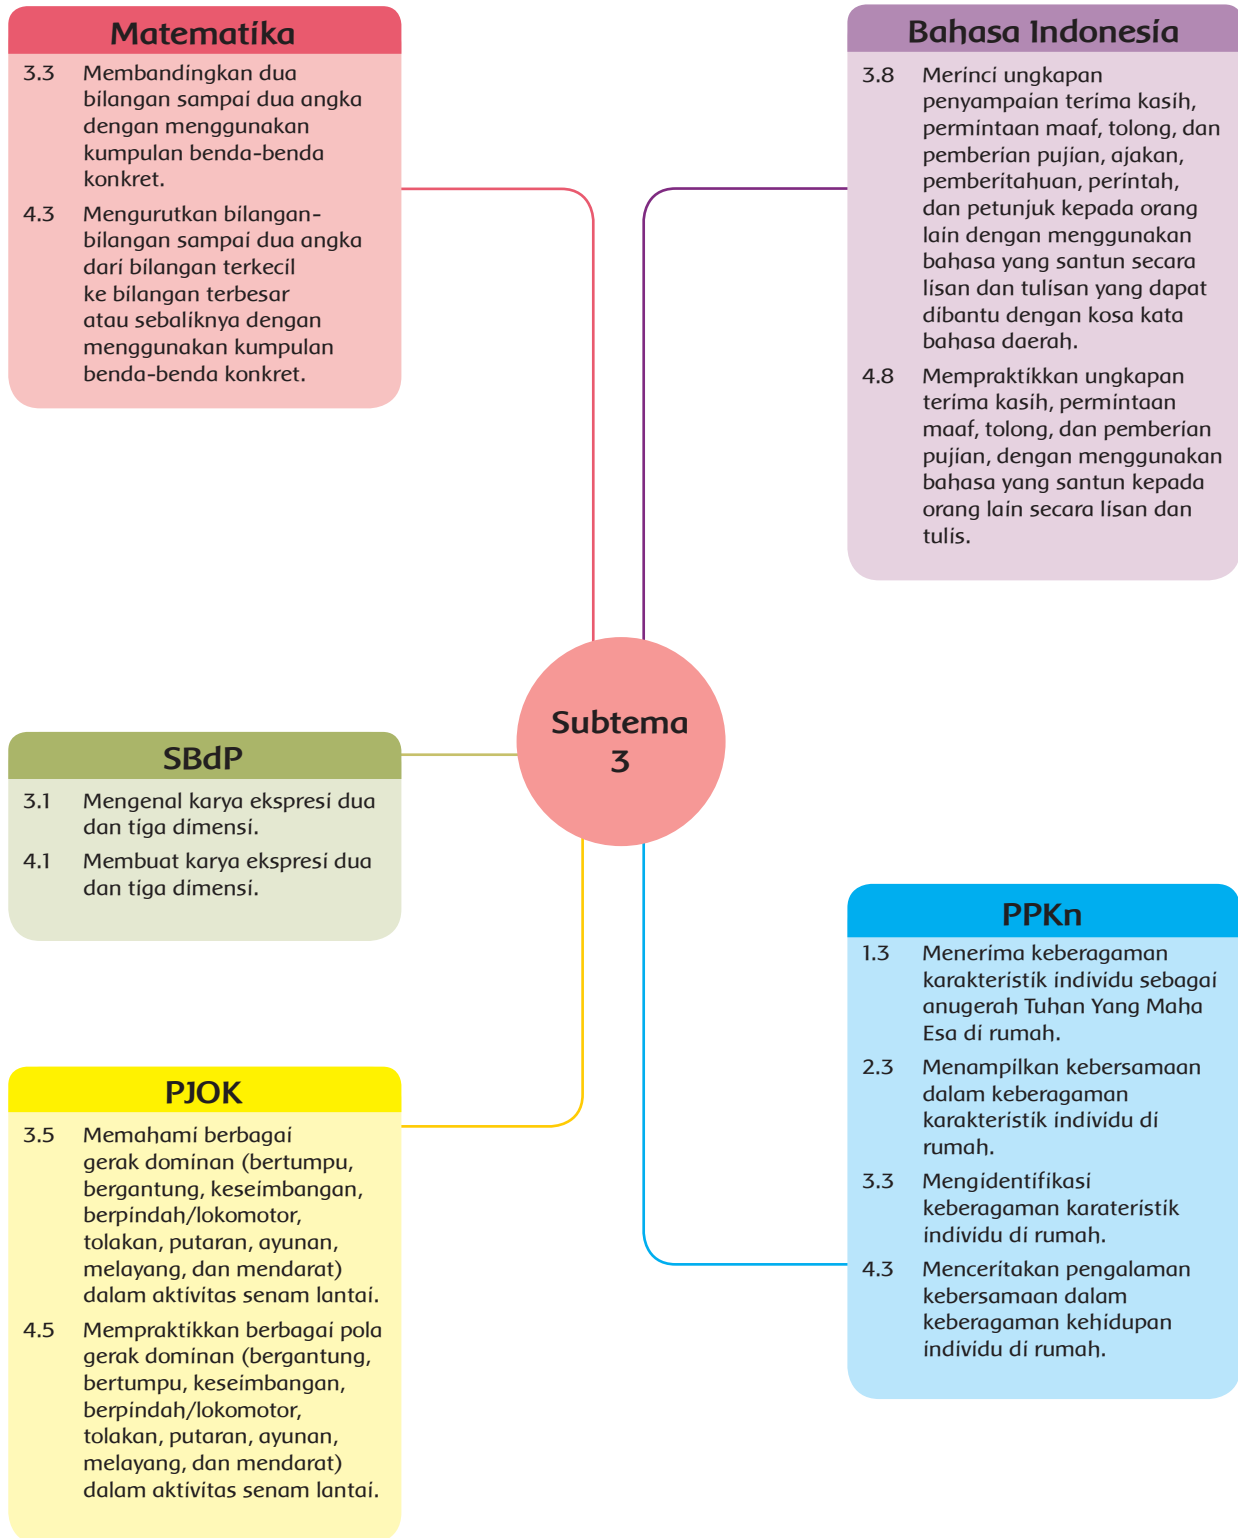 Matematika
3.3 Membandingkan dua
bilangan sampai dua angka
dengan menggunakan
kumpulan benda-benda
konkret.
4.3 Mengurutkan bilangan-
bilangan sampai dua angka
dari bilangan terkecil
ke bilangan terbesar
atau sebaliknya dengan
menggunakan kumpulan
benda-benda konkret.
Bahasa Indonesia
3.8 Merinci ungkapan
penyampaian terima kasih,
permintaan maaf, tolong, dan
pemberian pujian, ajakan,
pemberitahuan, perintah,
dan petunjuk kepada orang
lain dengan menggunakan
bahasa yang santun secara
lisan dan tulisan yang dapat
dibantu dengan kosa kata
bahasa daerah.
4.8 Mempraktikkan ungkapan
terima kasih, permintaan
maaf, tolong, dan pemberian
pujian, dengan menggunakan
bahasa yang santun kepada
orang lain secara lisan dan
tulis.
Subtema
3
SBdP
3.1 Mengenal karya ekspresi dua
dan tiga dimensi.
4.1 Membuat karya ekspresi dua
dan tiga dimensi.
PPKn
1.3 Menerima keberagaman
karakteristik individu sebagai
anugerah Tuhan Yang Maha
Esa di rumah.
2.3 Menampilkan kebersamaan
dalam keberagaman
karakteristik individu di
rumah.
3.3 Mengidentifikasi
keberagaman karateristik
individu di rumah.
4.3 Menceritakan pengalaman
kebersamaan dalam
keberagaman kehidupan
individu di rumah.
PJOK
3.5 Memahami berbagai
gerak dominan (bertumpu,
bergantung, keseimbangan,
berpindah/lokomotor,
tolakan, putaran, ayunan,
melayang, dan mendarat)
dalam aktivitas senam lantai.
4.5 Mempraktikkan berbagai pola
gerak dominan (bergantung,
bertumpu, keseimbangan,
berpindah/lokomotor,
tolakan, putaran, ayunan,
melayang, dan mendarat)
dalam aktivitas senam lantai.